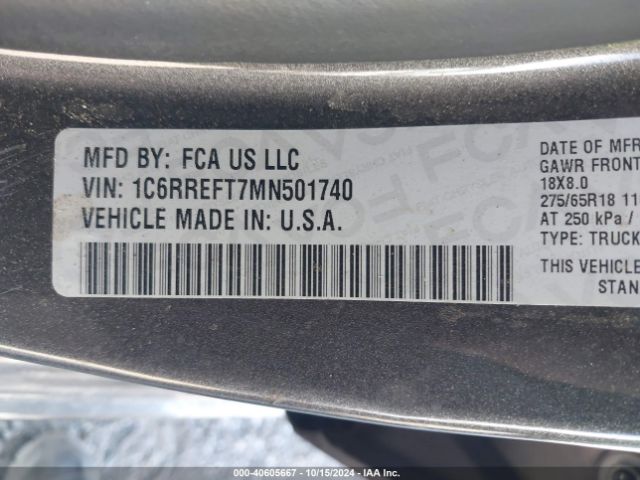 MFD BY: FCA US LLC
VIN: 1C6RREFT7MN501740
VEHICLE MADE IN: U.S.A.
DATE OF MFR
GAWR FRONT
18X8.0
275/65R18
AT 250 kPa /
TYPE: TRUCK
THIS VEHICLE
STAN
000-40605667 - 10/15/2024 - IAA Inc.